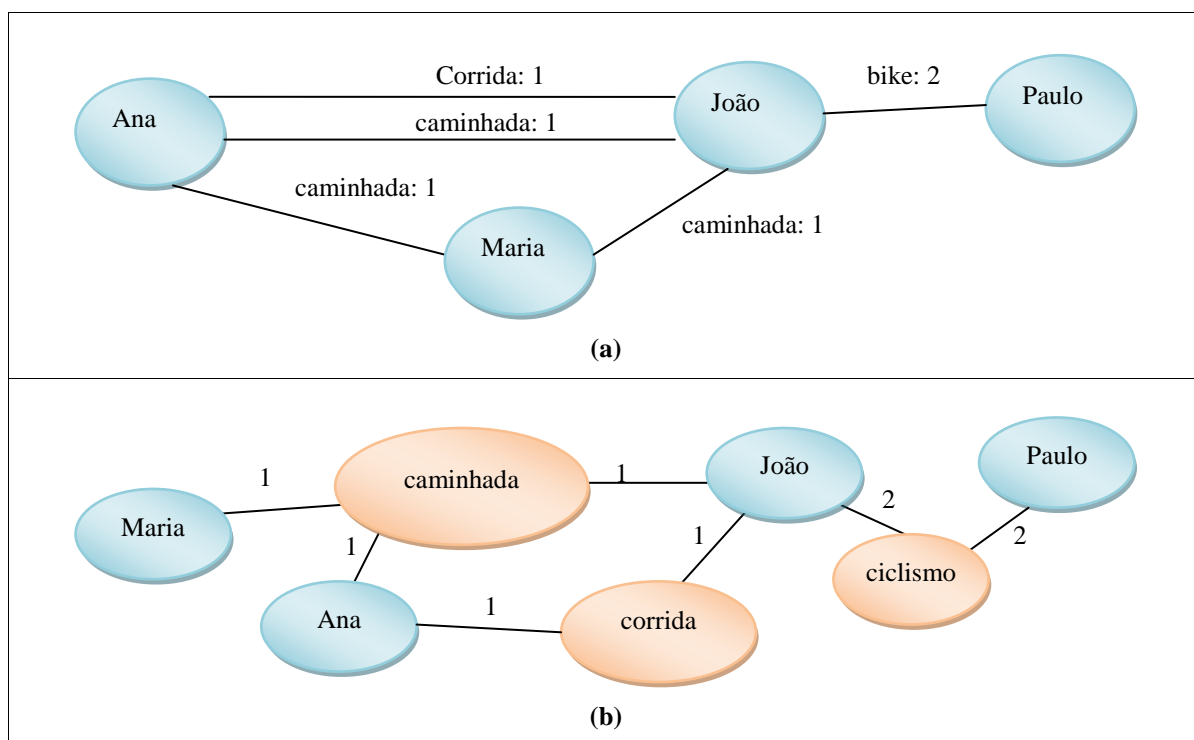 Corrida: 1
bike: 2
Ana
João
Paulo
caminhada: 1
caminhada: 1
Maria
caminhada: 1
(a)
caminhada
João
Paulo
1
1
2
Maria
1
1
2
ciclismo
Ana
1
corrida
(b)